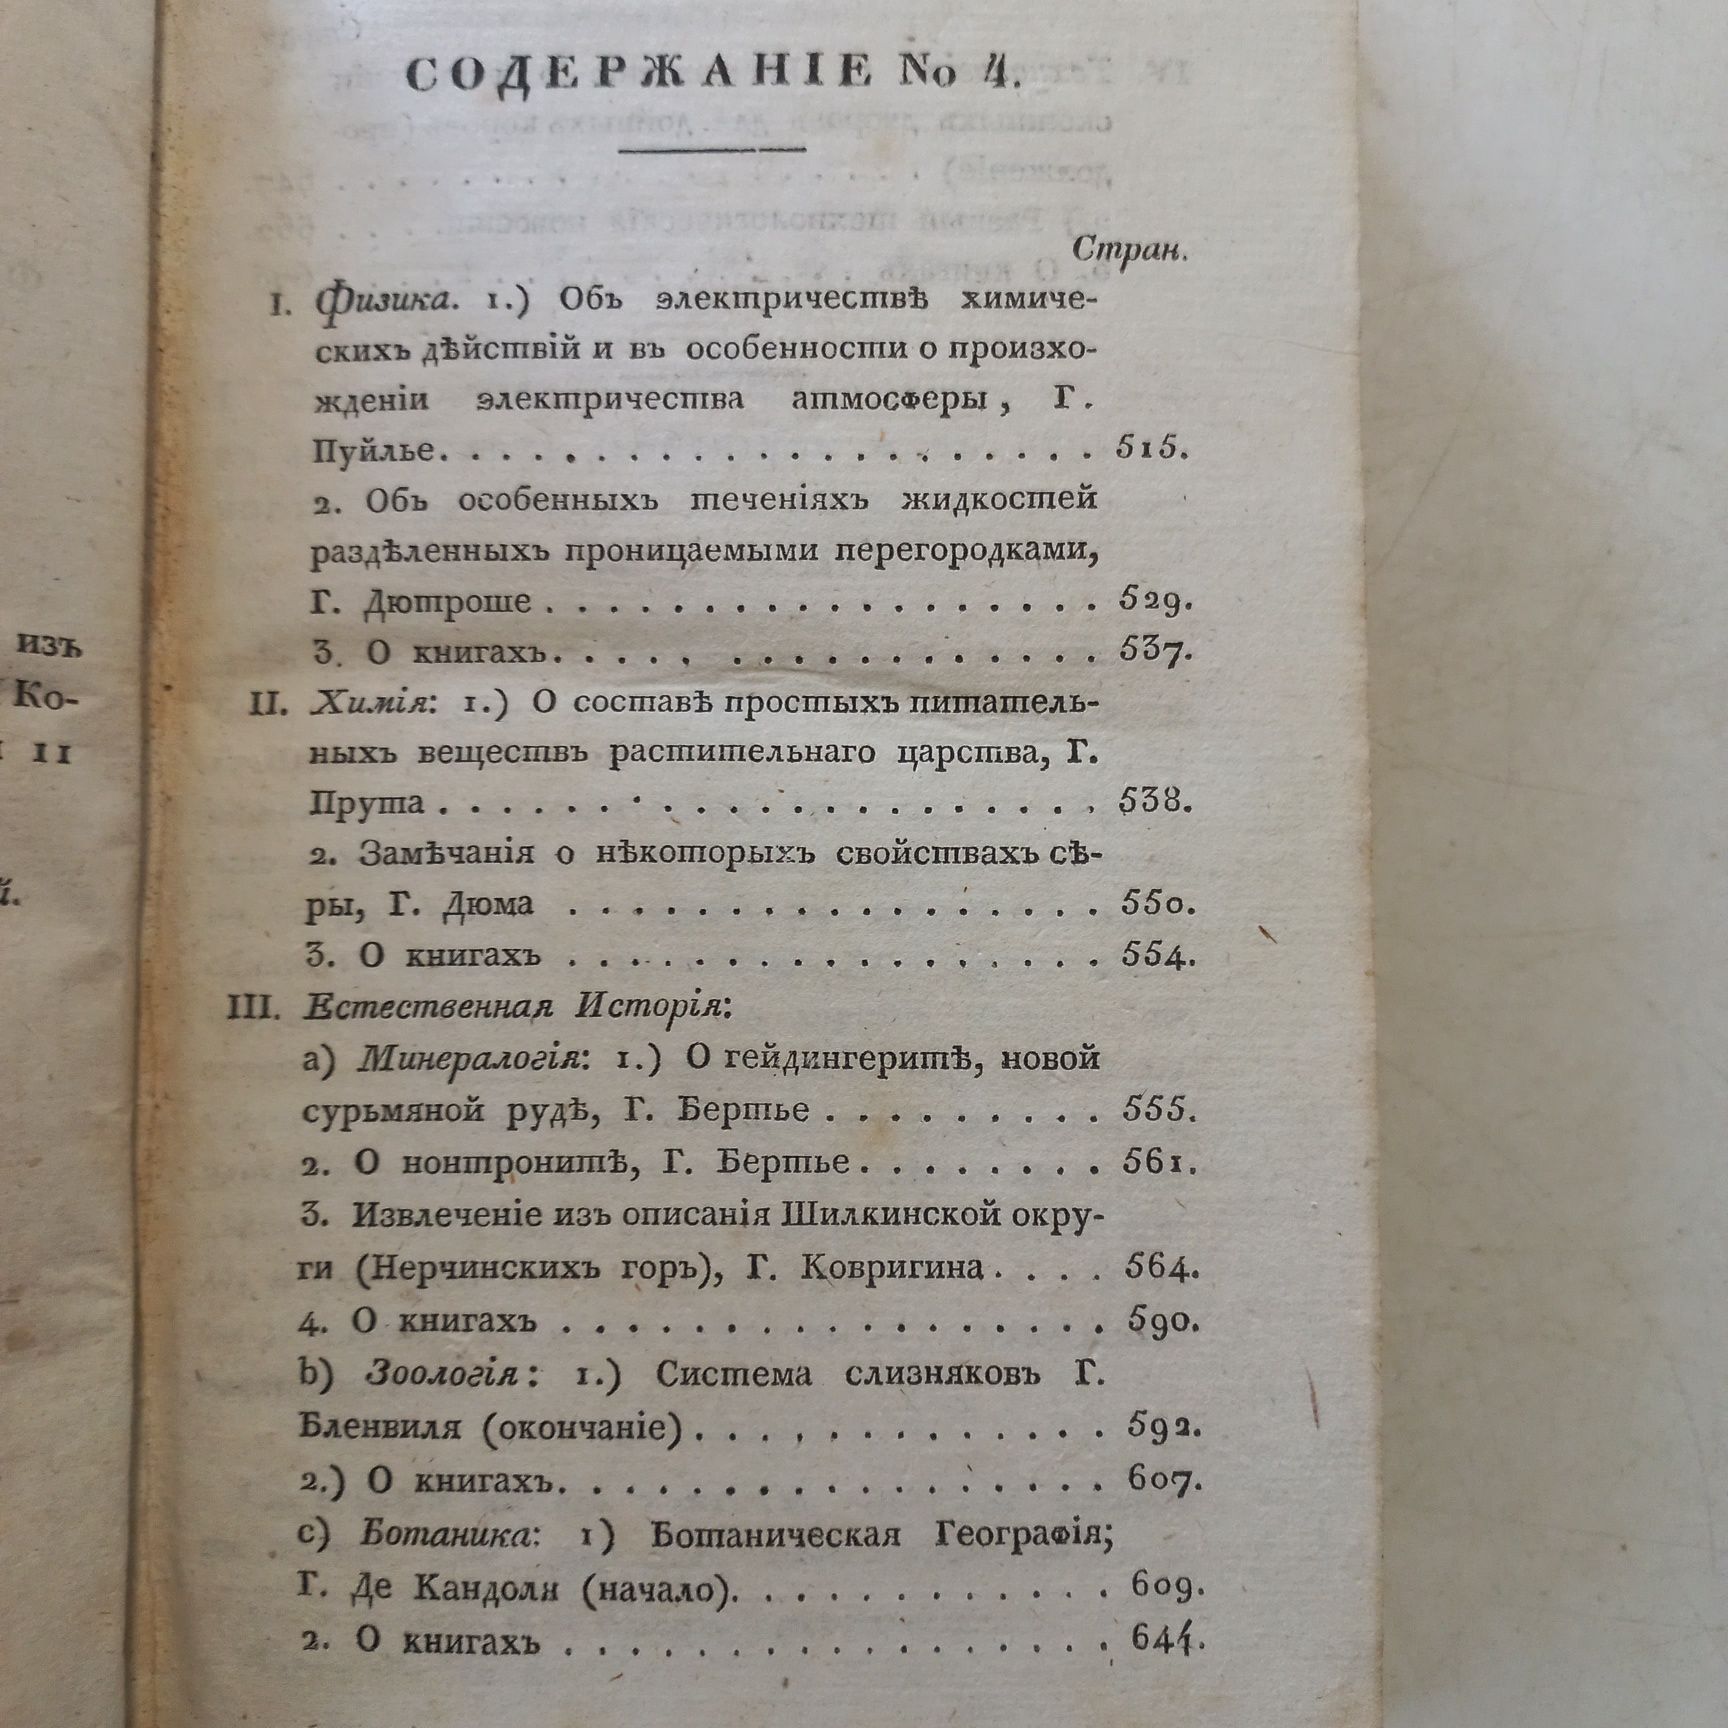 СОДЕРЖАНІЕ No 4.
Стран.
I. Физика. 1.) Объ электричествѣ химиче-
скихъ дѣйствій и въ особенности о произхо-
жденіи электричества атмосферы, Г.
Пуйлье. . . . . . . . . . . . . . . . . . . . . 515.
2. Объ особенныхъ теченіяхъ жидкостей
раздѣленныхъ проницаемыми перегородками,
Г. Дютроше . . . . . . . . . . . . . . . . . . 529.
3. О книгахъ. . . . . . . . . . . . . . . . . 537.
II. Химія: 1.) О составѣ простыхъ питатель-
ныхъ веществъ растительнаго царства, Г.
Прута . . . . . . . . . . . . . . . . . . . . . 538.
2. Замѣчанія о нѣкоторыхъ свойствахъ сѣ-
ры, Г. Дюма . . . . . . . . . . . . . . . . . 550.
3. О книгахъ . . . . . . . . . . . . . . . . . 554.
III. Естественная Исторія:
a) Минералогія: 1.) О гейдингеритѣ, новой
сурьмяной рудѣ, Г. Бертье . . . . . . . . . 555.
2. О нонтронитѣ, Г. Бертье . . . . . . . . 561.
3. Извлеченіе изъ описанія Шилкинской окру-
ги (Нерчинскихъ горъ), Г. Ковригина . . . . 564.
4. О книгахъ . . . . . . . . . . . . . . . . . 590.
b) Зоологія: 1.) Система слизняковъ Г.
Бленвиля (окончаніе) . . . . . . . . . . . . . 592.
2.) О книгахъ. . . . . . . . . . . . . . . . . 607.
c) Ботаника: 1) Ботаническая Географія;
Г. Де Кандоля (начало). . . . . . . . . . . . 609.
2. О книгахъ . . . . . . . . . . . . . . . . . 644.
изъ
Ко-
11
й.